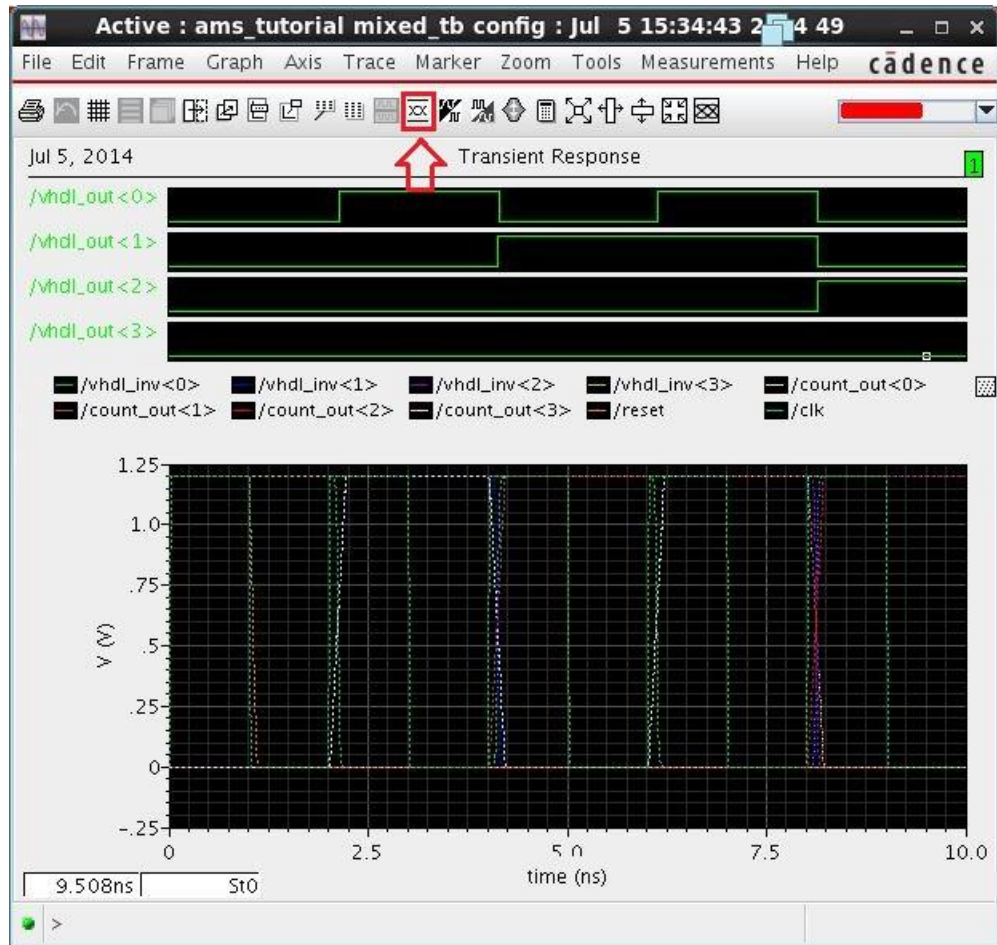 Active : ams_tutorial mixed_tb config : Jul 5 15:34:43 2 4 49
File Edit Frame Graph Axis Trace Marker Zoom Tools Measurements Help cādence
Jul 5, 2014 Transient Response 1
/vhdl_out<0>
/vhdl_out<1>
/vhdl_out<2>
/vhdl_out<3>
/vhdl_inv<0> /vhdl_inv<1> /vhdl_inv<2> /vhdl_inv<3> /count_out<0>
/count_out<1> /count_out<2> /count_out<3> /reset /clk
1.25
1.0
.75
.5
.25
0
-.25
V (V)
0 2.5 5.0 7.5 10.0
time (ns)
9.508ns St0
>